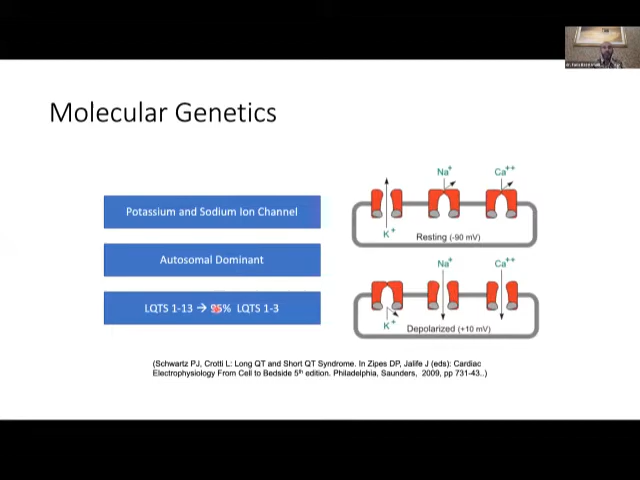 Molecular Genetics
Potassium and Sodium Ion Channel
Autosomal Dominant
LQTS 1-13 → 95% LQTS 1-3
Na⁺
Ca⁺⁺
K⁺
Resting (-90 mV)
Na⁺
Ca⁺⁺
K⁺
Depolarized (+10 mV)
(Schwartz PJ, Crotti L: Long QT and Short QT Syndrome. In Zipes DP, Jalife J (eds): Cardiac
Electrophysiology From Cell to Bedside 5ᵗʰ edition. Philadelphia, Saunders, 2009, pp 731-43..)